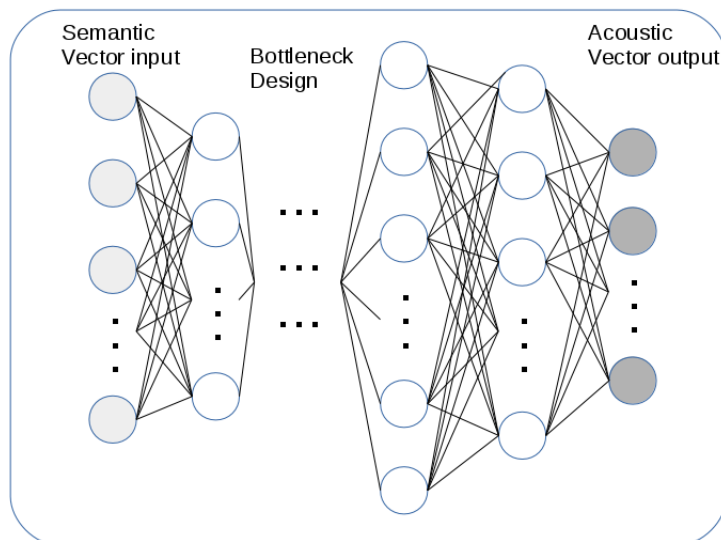 Semantic
Vector input
Bottleneck
Design
Acoustic
Vector output